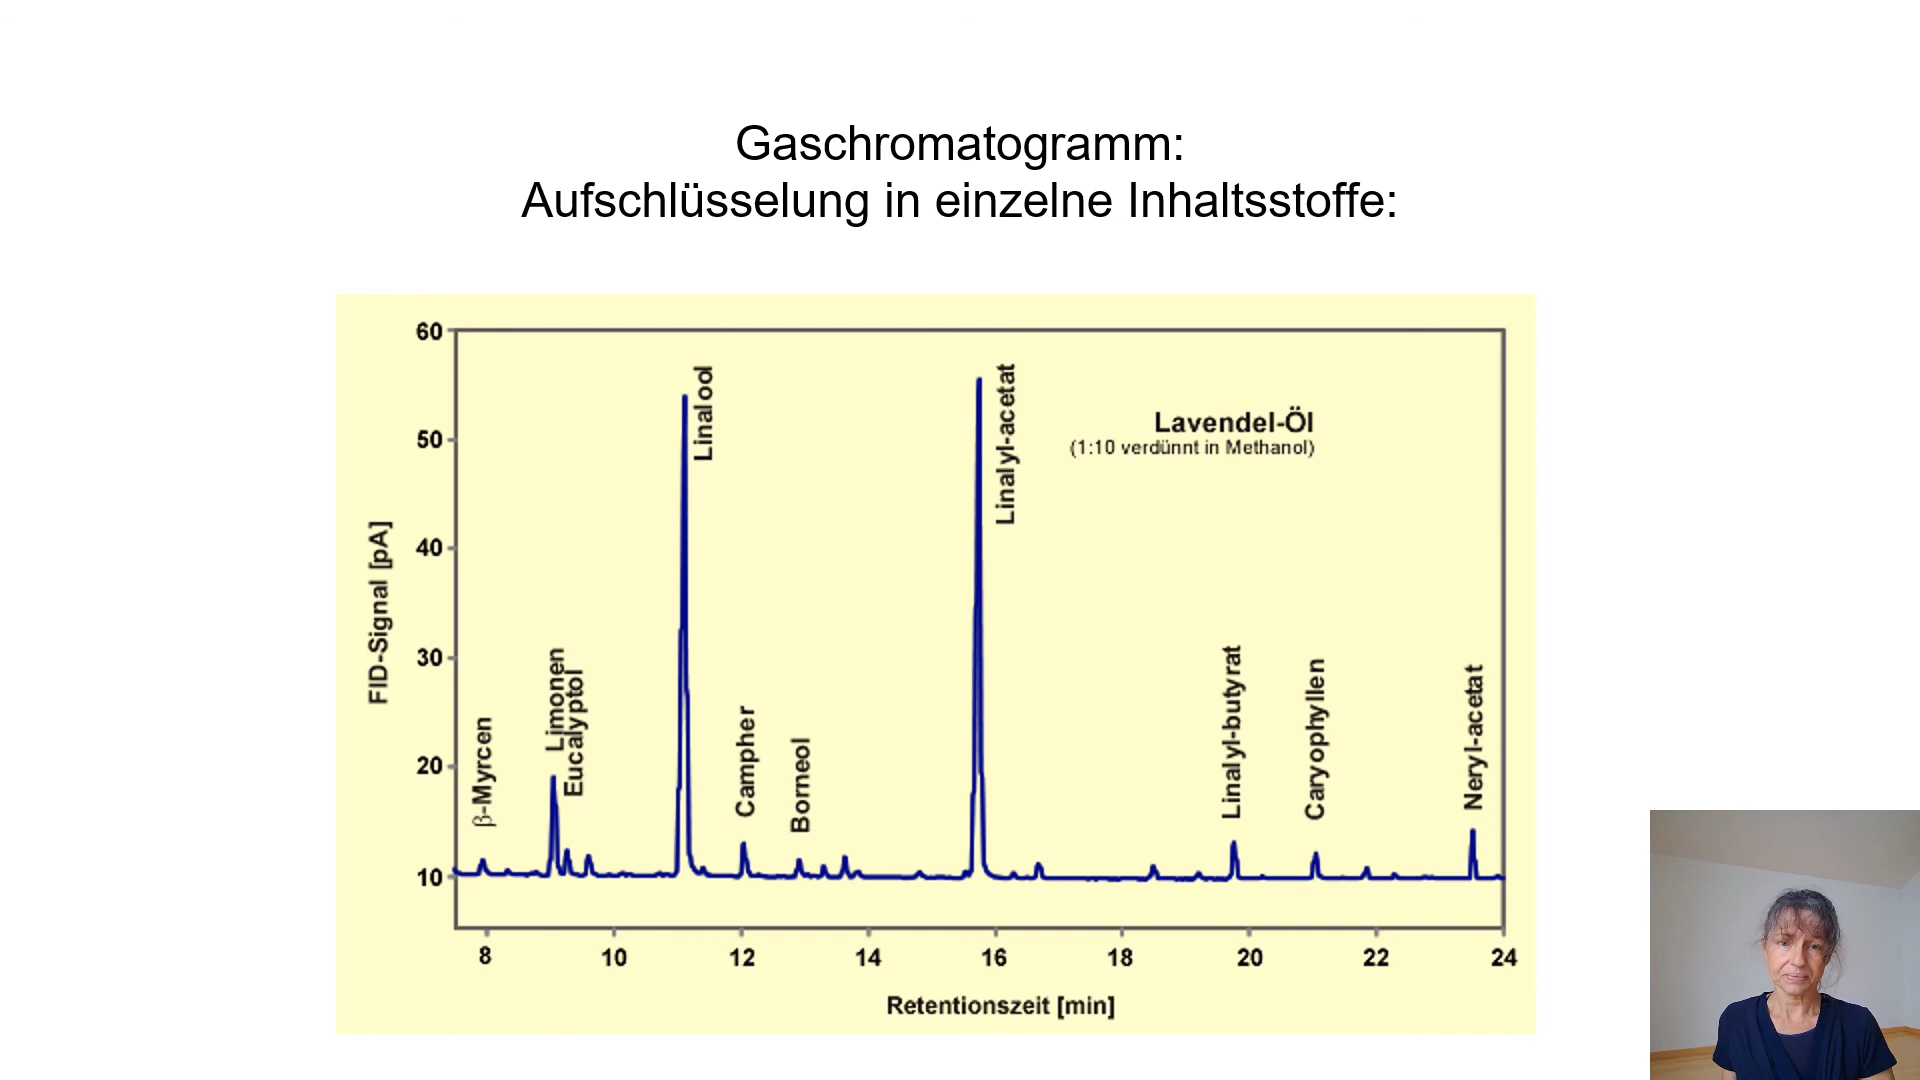 Gaschromatogramm:
Aufschlüsselung in einzelne Inhaltsstoffe:
60
50
40
30
20
10
FID-Signal [pA]
β-Myrcen
Limonen
Eucalyptol
Linalool
Campher
Borneol
Linalyl-acetat
Lavendel-Öl
(1:10 verdünnt in Methanol)
Linalyl-butyrat
Caryophyllen
Neryl-acetat
8 10 12 14 16 18 20 22 24
Retentionszeit [min]